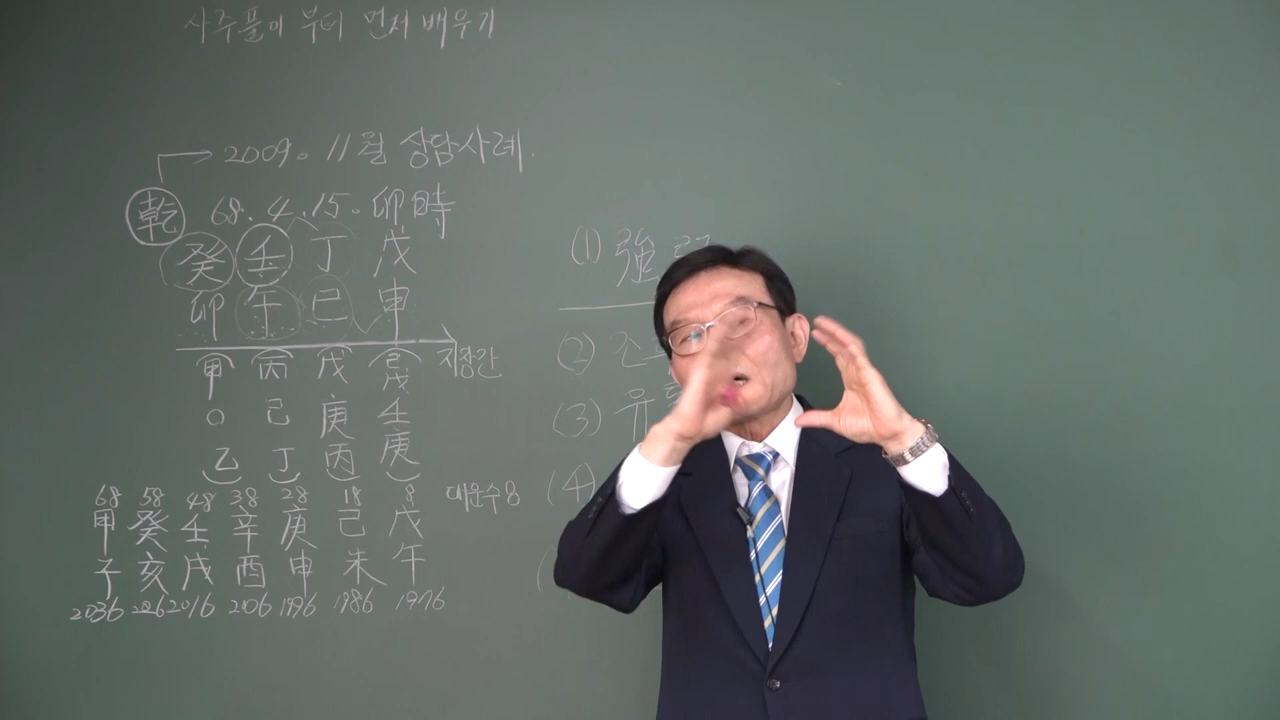 사주풀이 부터 먼저 배우기
2009. 11월 상담사례.
乾 68. 4. 15. 卯時
癸 壬 丁 戊
卯 午 巳 申
甲 丙 戊 己戊 지장간
○ 己 庚 壬
乙 丁 丙 庚
68 58 48 38 28 18 8 대운수 8
甲 癸 壬 辛 庚 己 戊
子 亥 戌 酉 申 未 午
2036 2026 2016 2006 1996 1986 1976
(1) 強
(2)
(3)
(4)